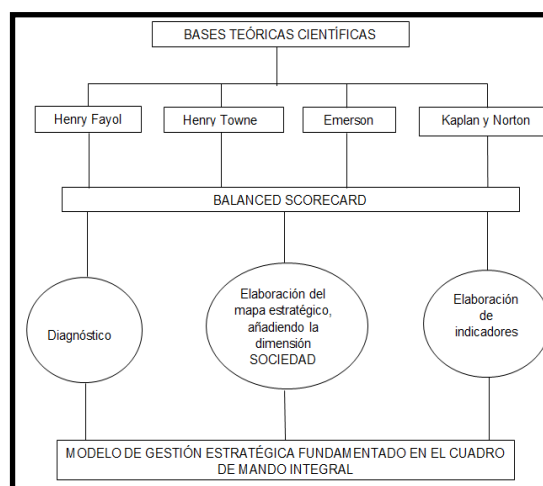 BASES TEÓRICAS CIENTÍFICAS
Henry Fayol
Henry Towne
Emerson
Kaplan y Norton
BALANCED SCORECARD
Diagnóstico
Elaboración del
mapa estratégico,
añadiendo la
dimensión
SOCIEDAD
Elaboración
de
indicadores
MODELO DE GESTIÓN ESTRATÉGICA FUNDAMENTADO EN EL CUADRO
DE MANDO INTEGRAL